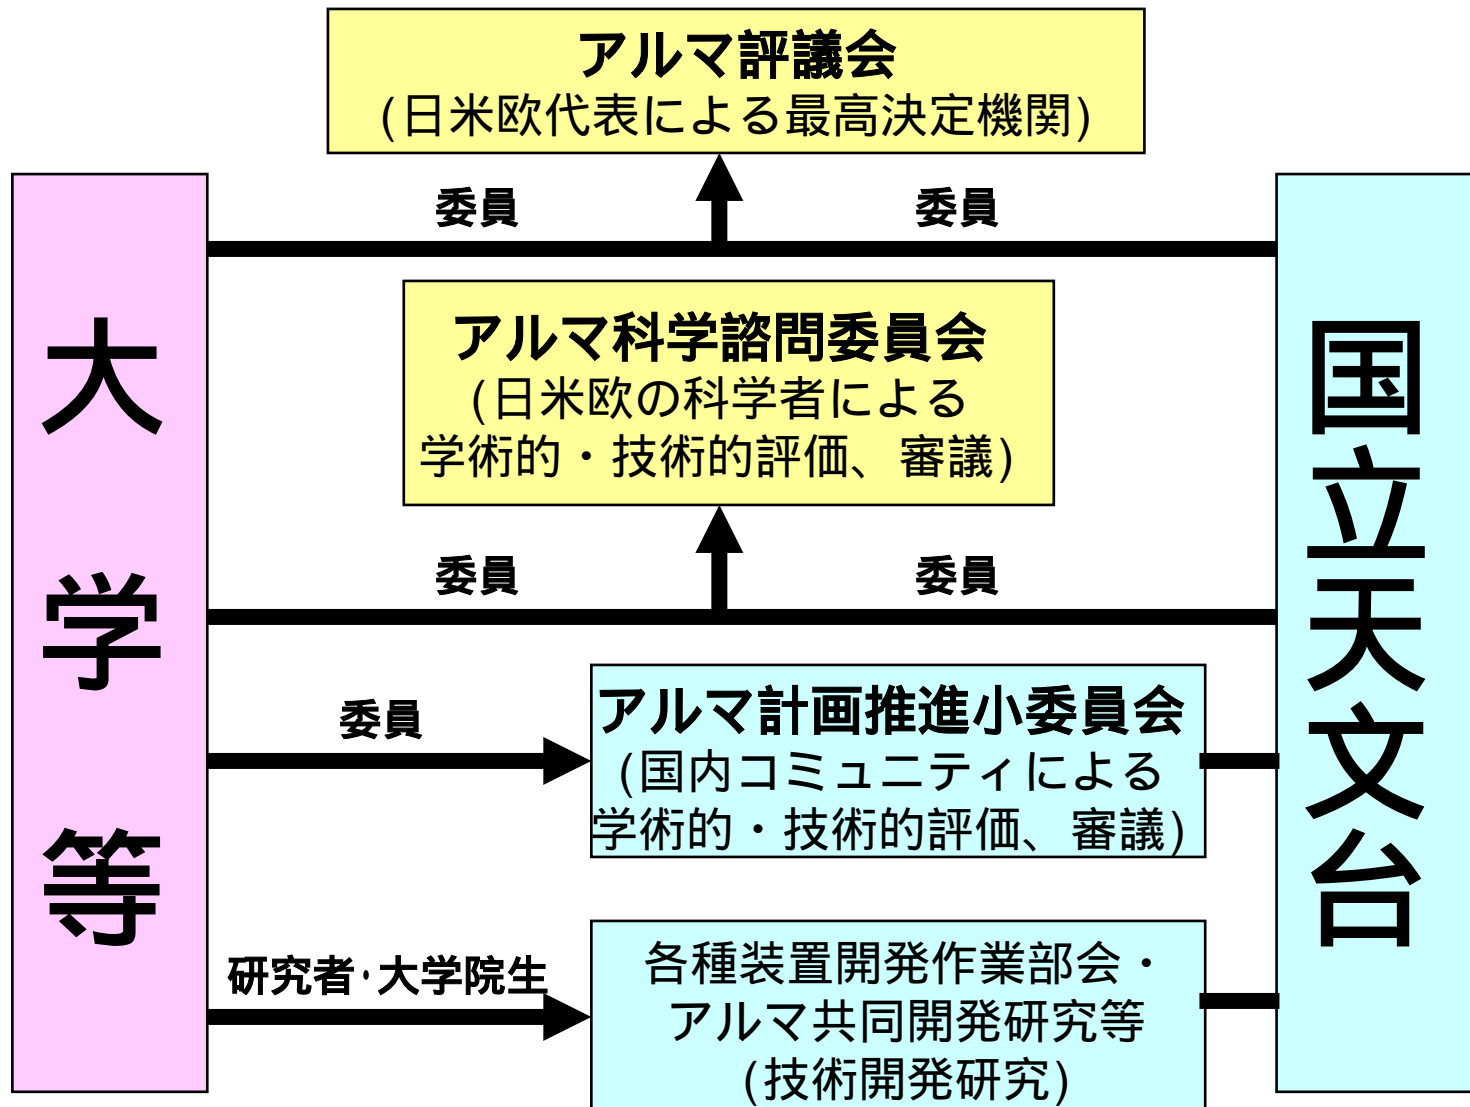 アルマ評議会
(日米欧代表による最高決定機関)
委員
委員
アルマ科学諮問委員会
(日米欧の科学者による
学術的・技術的評価、審議)
委員
委員
大学等
国立天文台
委員
アルマ計画推進小委員会
(国内コミュニティによる
学術的・技術的評価、審議)
研究者・大学院生
各種装置開発作業部会・
アルマ共同開発研究等
(技術開発研究)